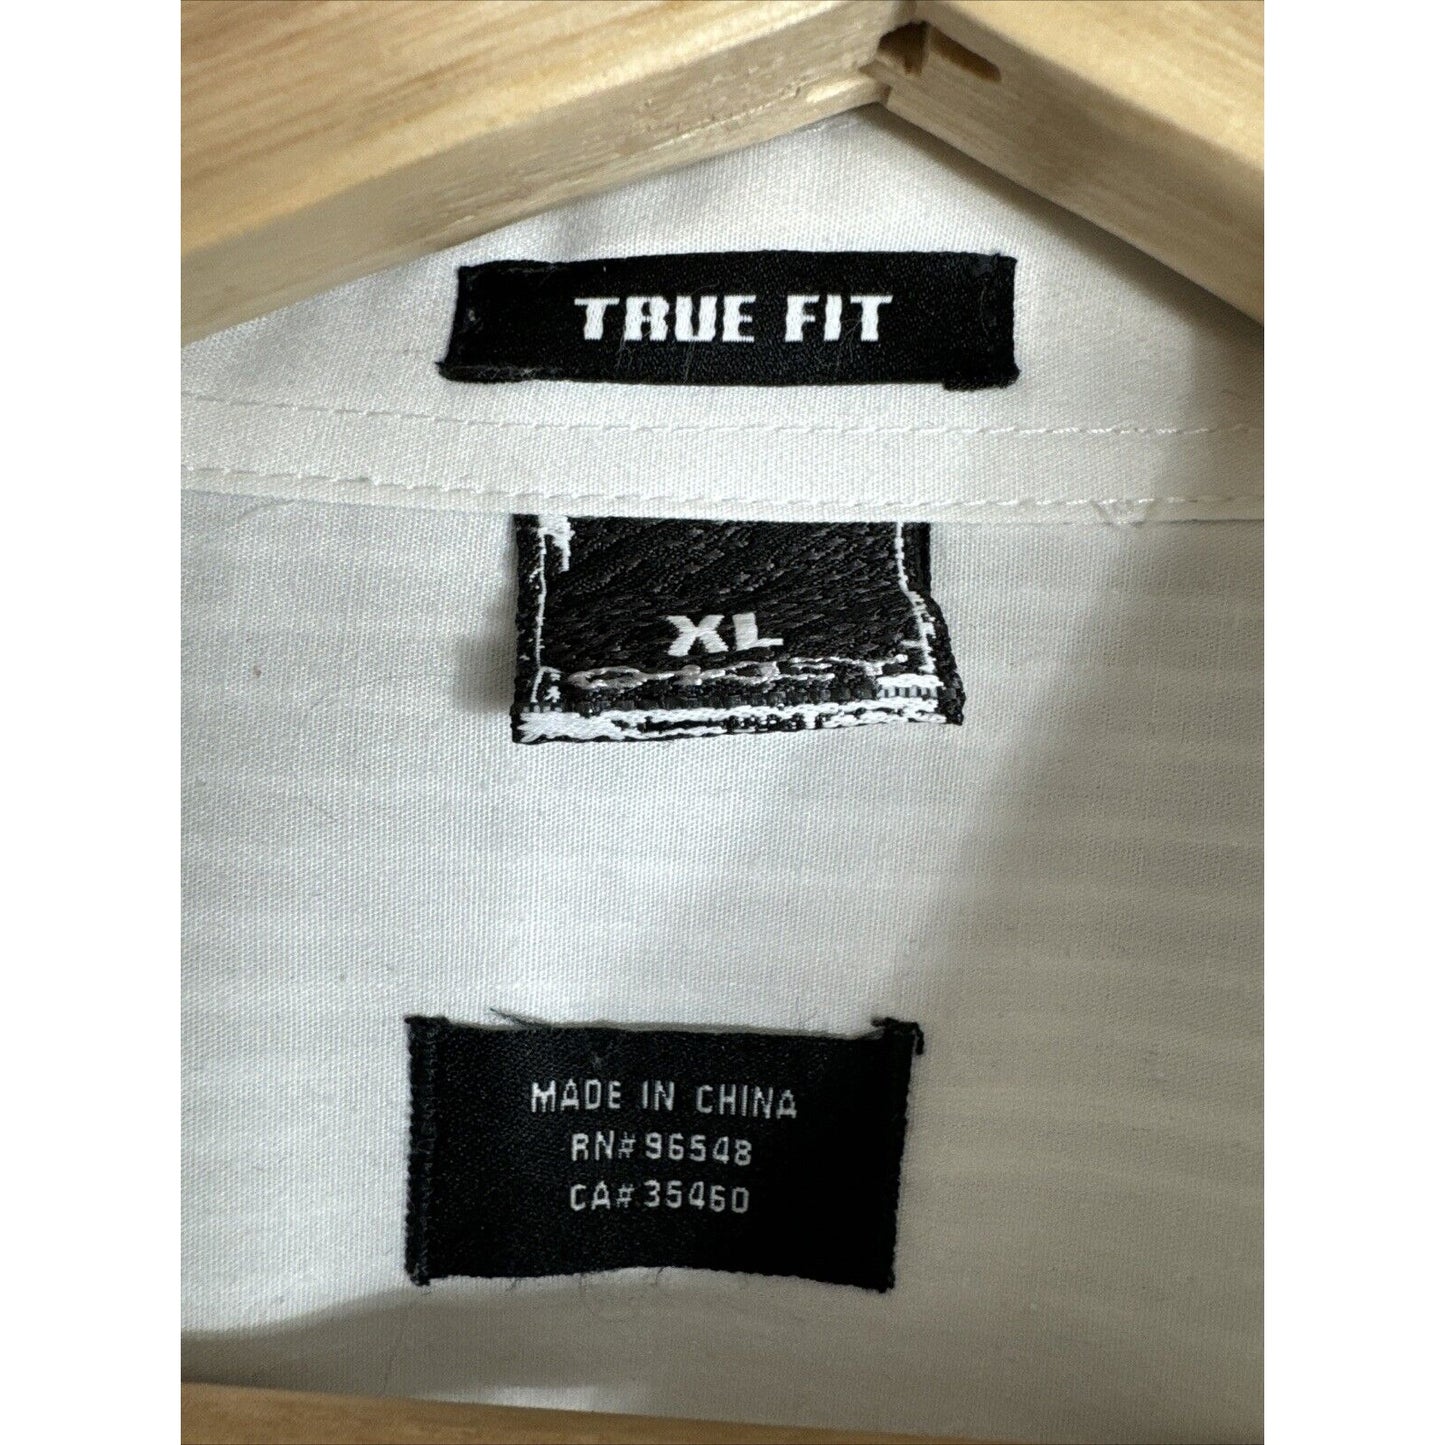 TRUE FIT
XL
MADE IN CHINA
RN# 96548
CA# 35460